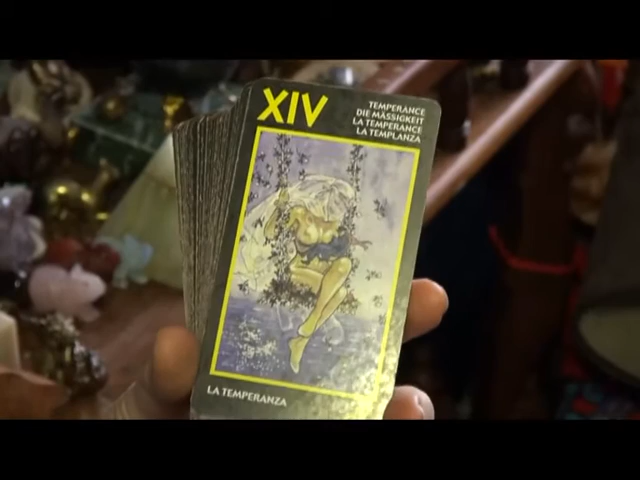 XIV
TEMPERANCE
DIE MÄSSIGKEIT
LA TEMPERANCE
LA TEMPLANZA
LA TEMPERANZA